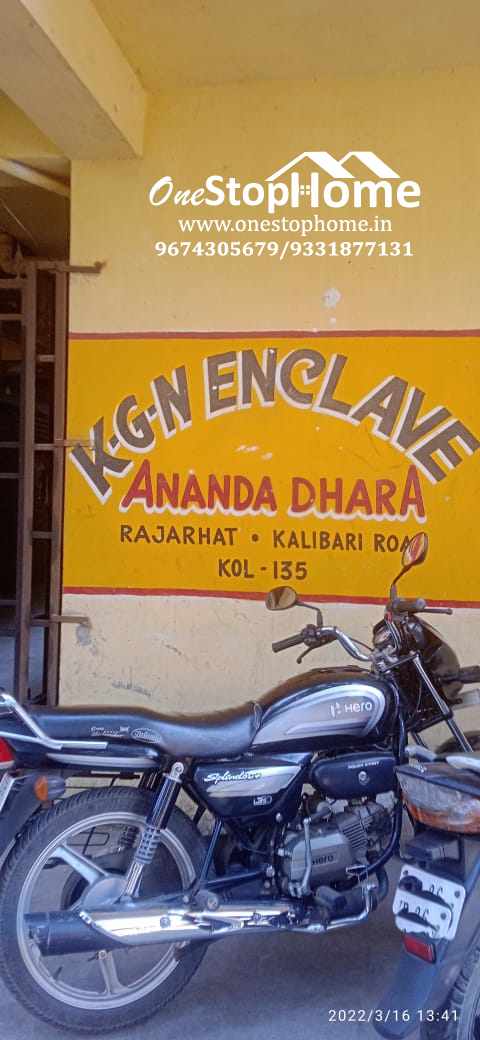 OneStopHome
www.onestophome.in
9674305679/9331877131
K·G·N ENCLAVE
ANANDA DHARA
RAJARHAT • KALIBARI ROAD
KOL - 135
Hero
Splendor+
Hero
2022/3/16 13:41